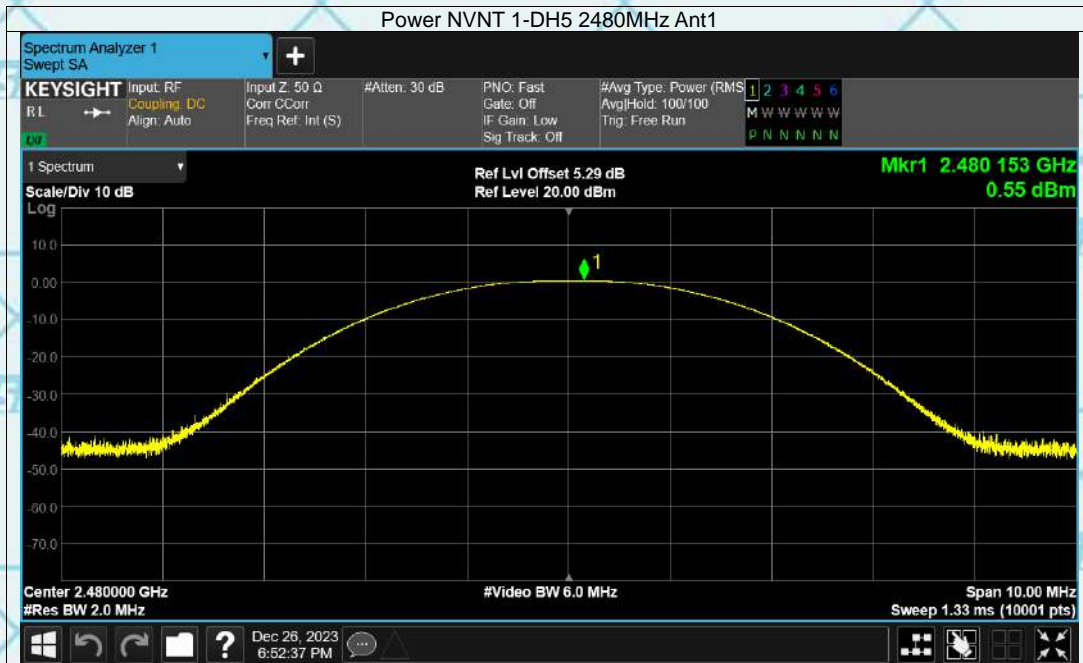 Power NVNT 1-DH5 2480MHz Ant1
Spectrum Analyzer 1
Swept SA
+
KEYSIGHT
RL
LXI
Input: RF
Coupling: DC
Align: Auto
Input Z: 50 Ω
Corr CCorr
Freq Ref: Int (S)
#Atten: 30 dB
PNO: Fast
Gate: Off
IF Gain: Low
Sig Track: Off
#Avg Type: Power (RMS
Avg|Hold: 100/100
Trig: Free Run
1 2 3 4 5 6
M W W W W W
P N N N N N
1 Spectrum
Scale/Div 10 dB
Log
Ref Lvl Offset 5.29 dB
Ref Level 20.00 dBm
Mkr1 2.480 153 GHz
0.55 dBm
10.0
0.00
-10.0
-20.0
-30.0
-40.0
-50.0
-60.0
-70.0
1
Center 2.480000 GHz
#Res BW 2.0 MHz
#Video BW 6.0 MHz
Span 10.00 MHz
Sweep 1.33 ms (10001 pts)
?
Dec 26, 2023
6:52:37 PM